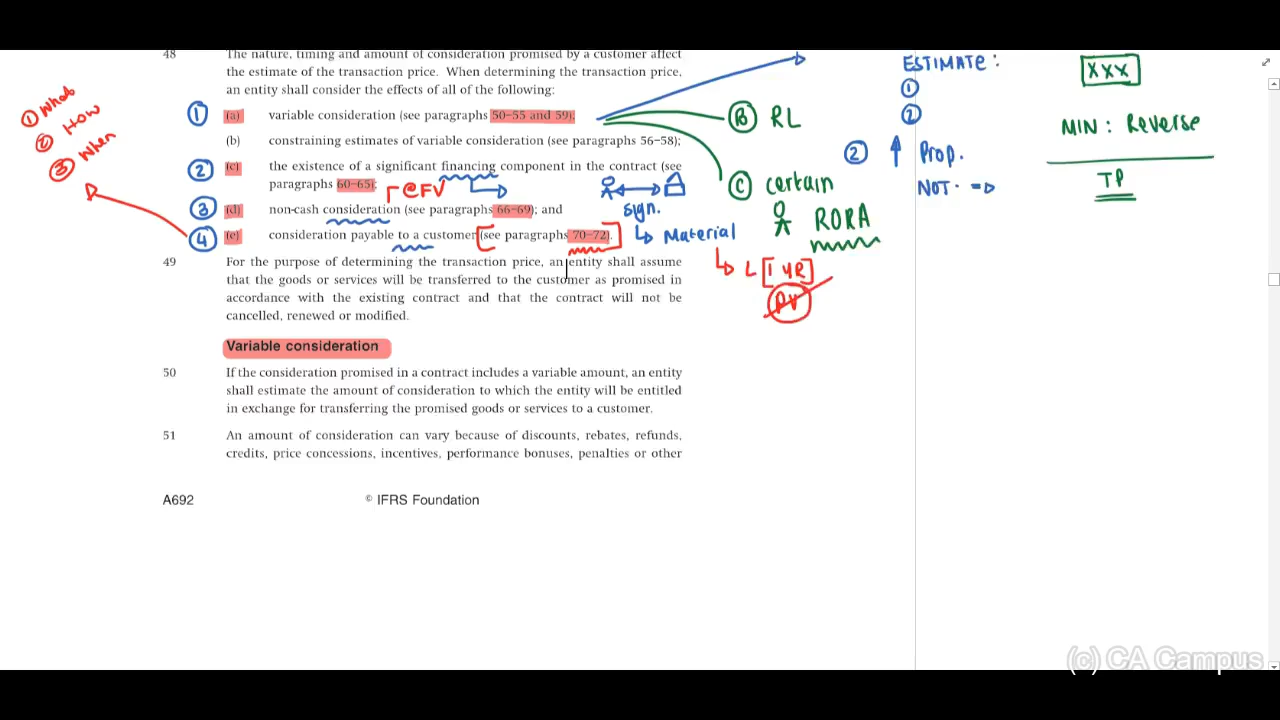 48 The nature, timing and amount of consideration promised by a customer affect
the estimate of the transaction price. When determining the transaction price,
an entity shall consider the effects of all of the following:
① (a) variable consideration (see paragraphs 50–55 and 59);
(b) constraining estimates of variable consideration (see paragraphs 56–58);
② (c) the existence of a significant financing component in the contract (see
paragraphs 60–65);
③ (d) non-cash consideration (see paragraphs 66–69); and
④ (e) consideration payable to a customer (see paragraphs 70–72).
49 For the purpose of determining the transaction price, an entity shall assume
that the goods or services will be transferred to the customer as promised in
accordance with the existing contract and that the contract will not be
cancelled, renewed or modified.
Variable consideration
50 If the consideration promised in a contract includes a variable amount, an entity
shall estimate the amount of consideration to which the entity will be entitled
in exchange for transferring the promised goods or services to a customer.
51 An amount of consideration can vary because of discounts, rebates, refunds,
credits, price concessions, incentives, performance bonuses, penalties or other
A692 © IFRS Foundation
① What
② How
③ When
@FV
sign.
Material
L [1 YR]
PV
Ⓑ RL
Ⓒ certain
RORA
ESTIMATE:
①
②
② ↑ Prop.
NOT. =>
XXX
MIN: Reverse
TP
(c) CA Campus